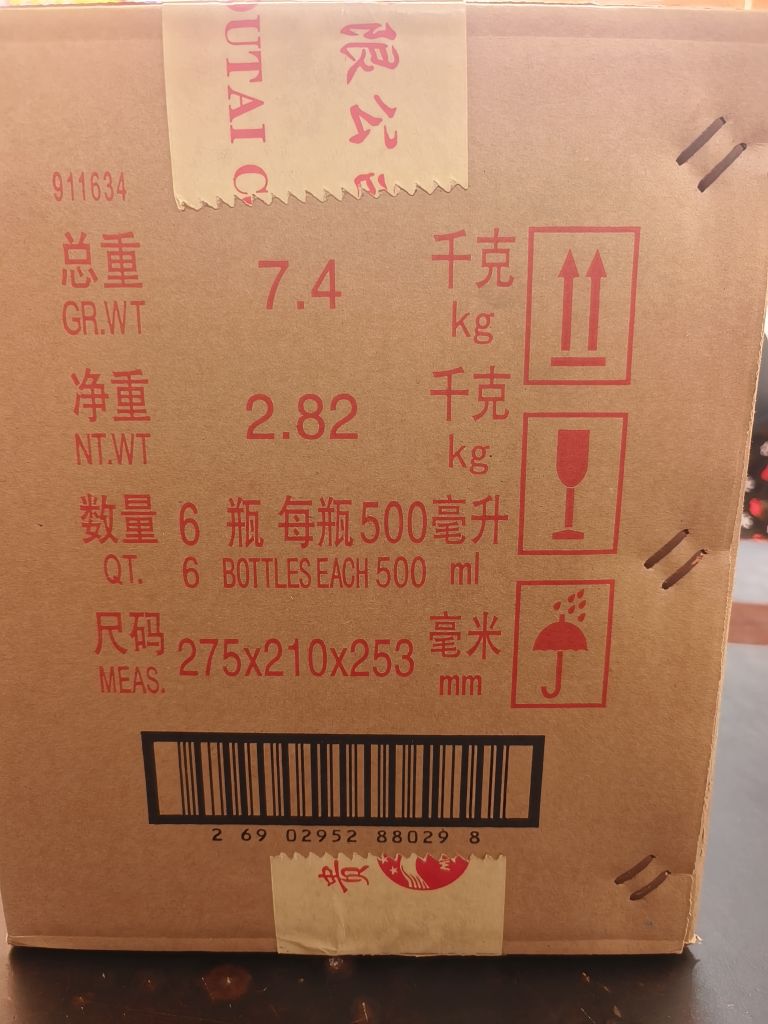 限公司
OUTAI C
911634
总重 7.4 千克
GR.WT kg
净重 2.82 千克
NT.WT kg
数量 6 瓶 每瓶500毫升
QT. 6 BOTTLES EACH 500 ml
尺码 275x210x253 毫米
MEAS. mm
2 69 02952 88029 8
贵